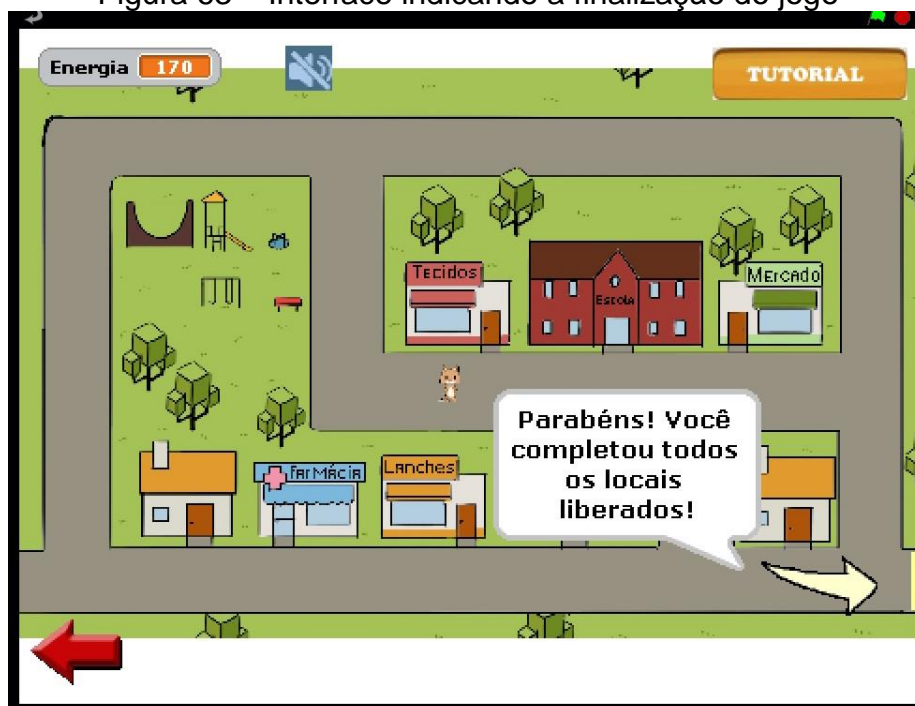 Energia 170
TUTORIAL
Tecidos
Escola
Mercado
Farmácia
Lanches
Parabéns! Você
completou todos
os locais
liberados!